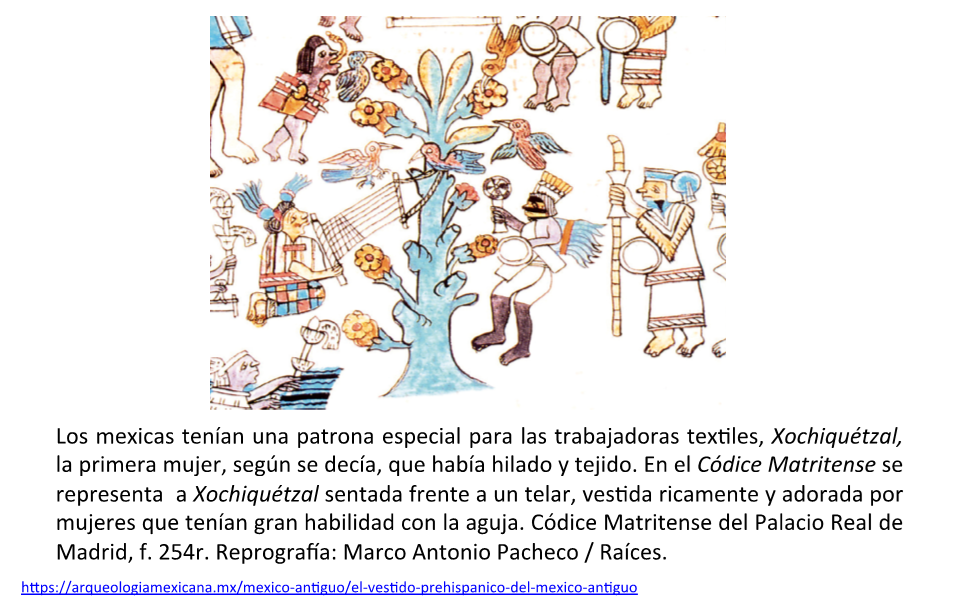 Los mexicas tenían una patrona especial para las trabajadoras textiles, Xochiquétzal,
la primera mujer, según se decía, que había hilado y tejido. En el Códice Matritense se
representa a Xochiquétzal sentada frente a un telar, vestida ricamente y adorada por
mujeres que tenían gran habilidad con la aguja. Códice Matritense del Palacio Real de
Madrid, f. 254r. Reprografía: Marco Antonio Pacheco / Raíces.
https://arqueologiamexicana.mx/mexico-antiguo/el-vestido-prehispanico-del-mexico-antiguo